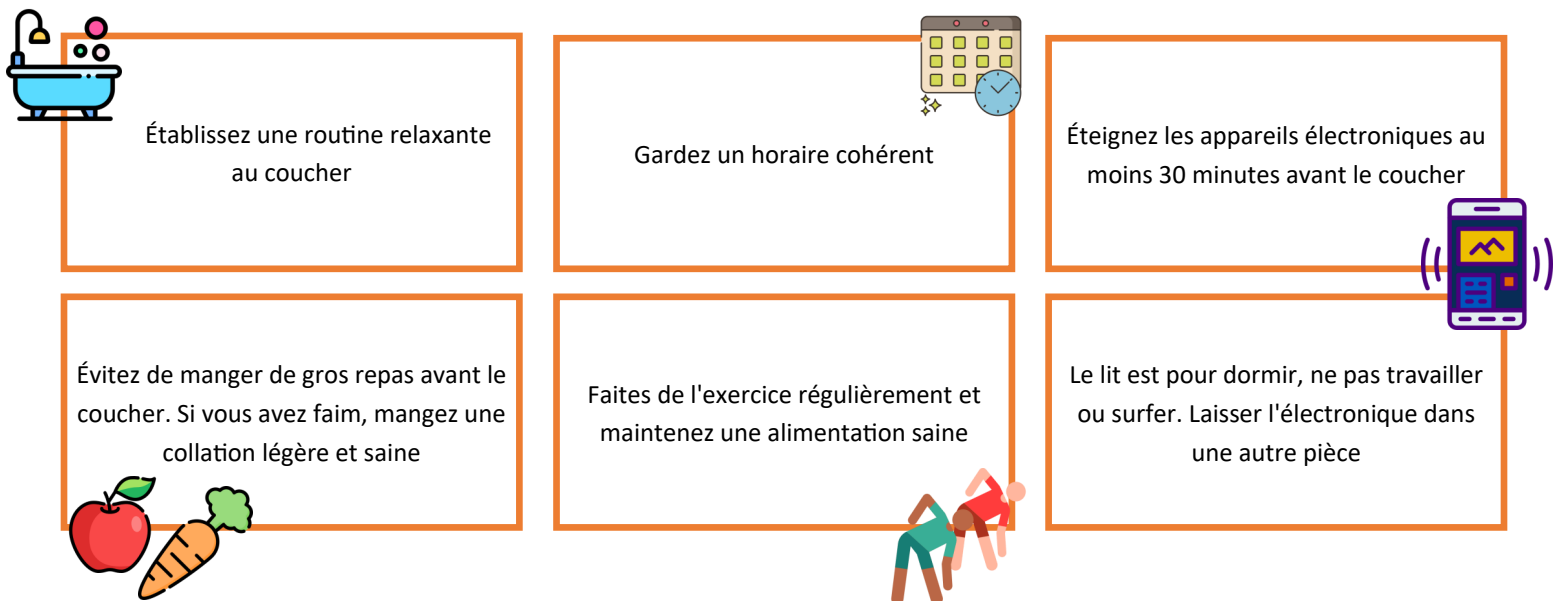 Établissez une routine relaxante
au coucher
Gardez un horaire cohérent
Éteignez les appareils électroniques au
moins 30 minutes avant le coucher
Évitez de manger de gros repas avant le
coucher. Si vous avez faim, mangez une
collation légère et saine
Faites de l'exercice régulièrement et
maintenez une alimentation saine
Le lit est pour dormir, ne pas travailler
ou surfer. Laisser l'électronique dans
une autre pièce